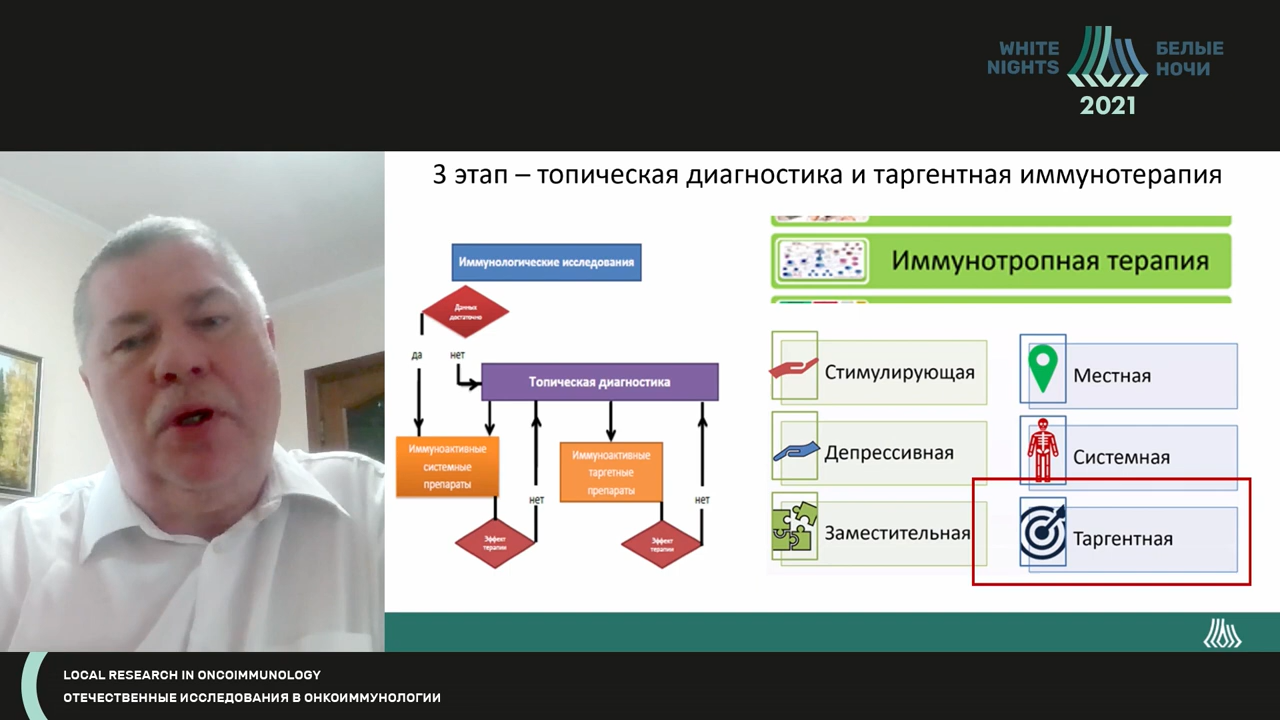 WHITE
NIGHTS
БЕЛЫЕ
НОЧИ
2021
3 этап – топическая диагностика и таргентная иммунотерапия
Иммунологические исследования
Данных
достаточно
да
нет
Топическая диагностика
Иммуноактивные
системные
препараты
Иммуноактивные
таргетные
препараты
нет
нет
Эффект
терапии
Эффект
терапии
Иммунотропная терапия
Стимулирующая
Местная
Депрессивная
Системная
Заместительная
Таргентная
LOCAL RESEARCH IN ONCOIMMUNOLOGY
ОТЕЧЕСТВЕННЫЕ ИССЛЕДОВАНИЯ В ОНКОИММУНОЛОГИИ